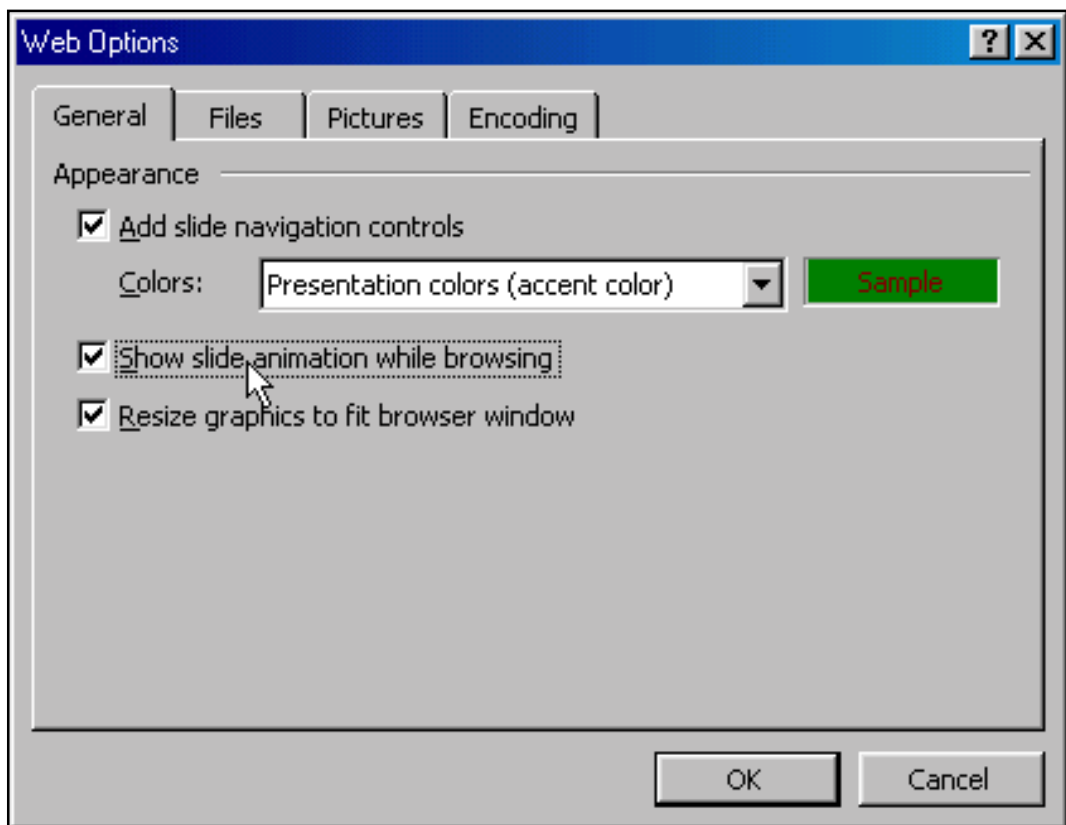 Web Options
General Files Pictures Encoding
Appearance
Add slide navigation controls
Colors: Presentation colors (accent color) Sample
Show slide animation while browsing
Resize graphics to fit browser window
OK Cancel